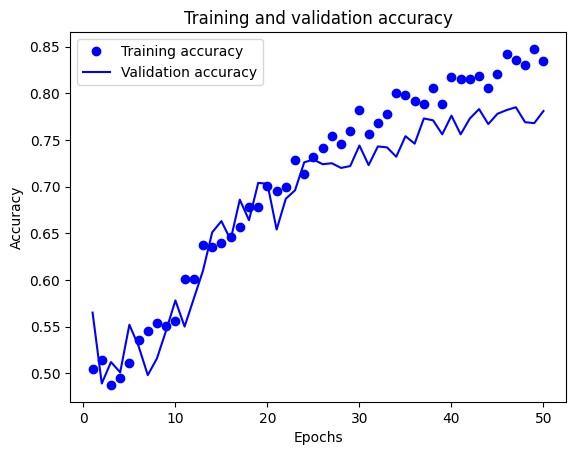 Training and validation accuracy
Training accuracy
Validation accuracy
Accuracy
0.85
0.80
0.75
0.70
0.65
0.60
0.55
0.50
0 10 20 30 40 50
Epochs